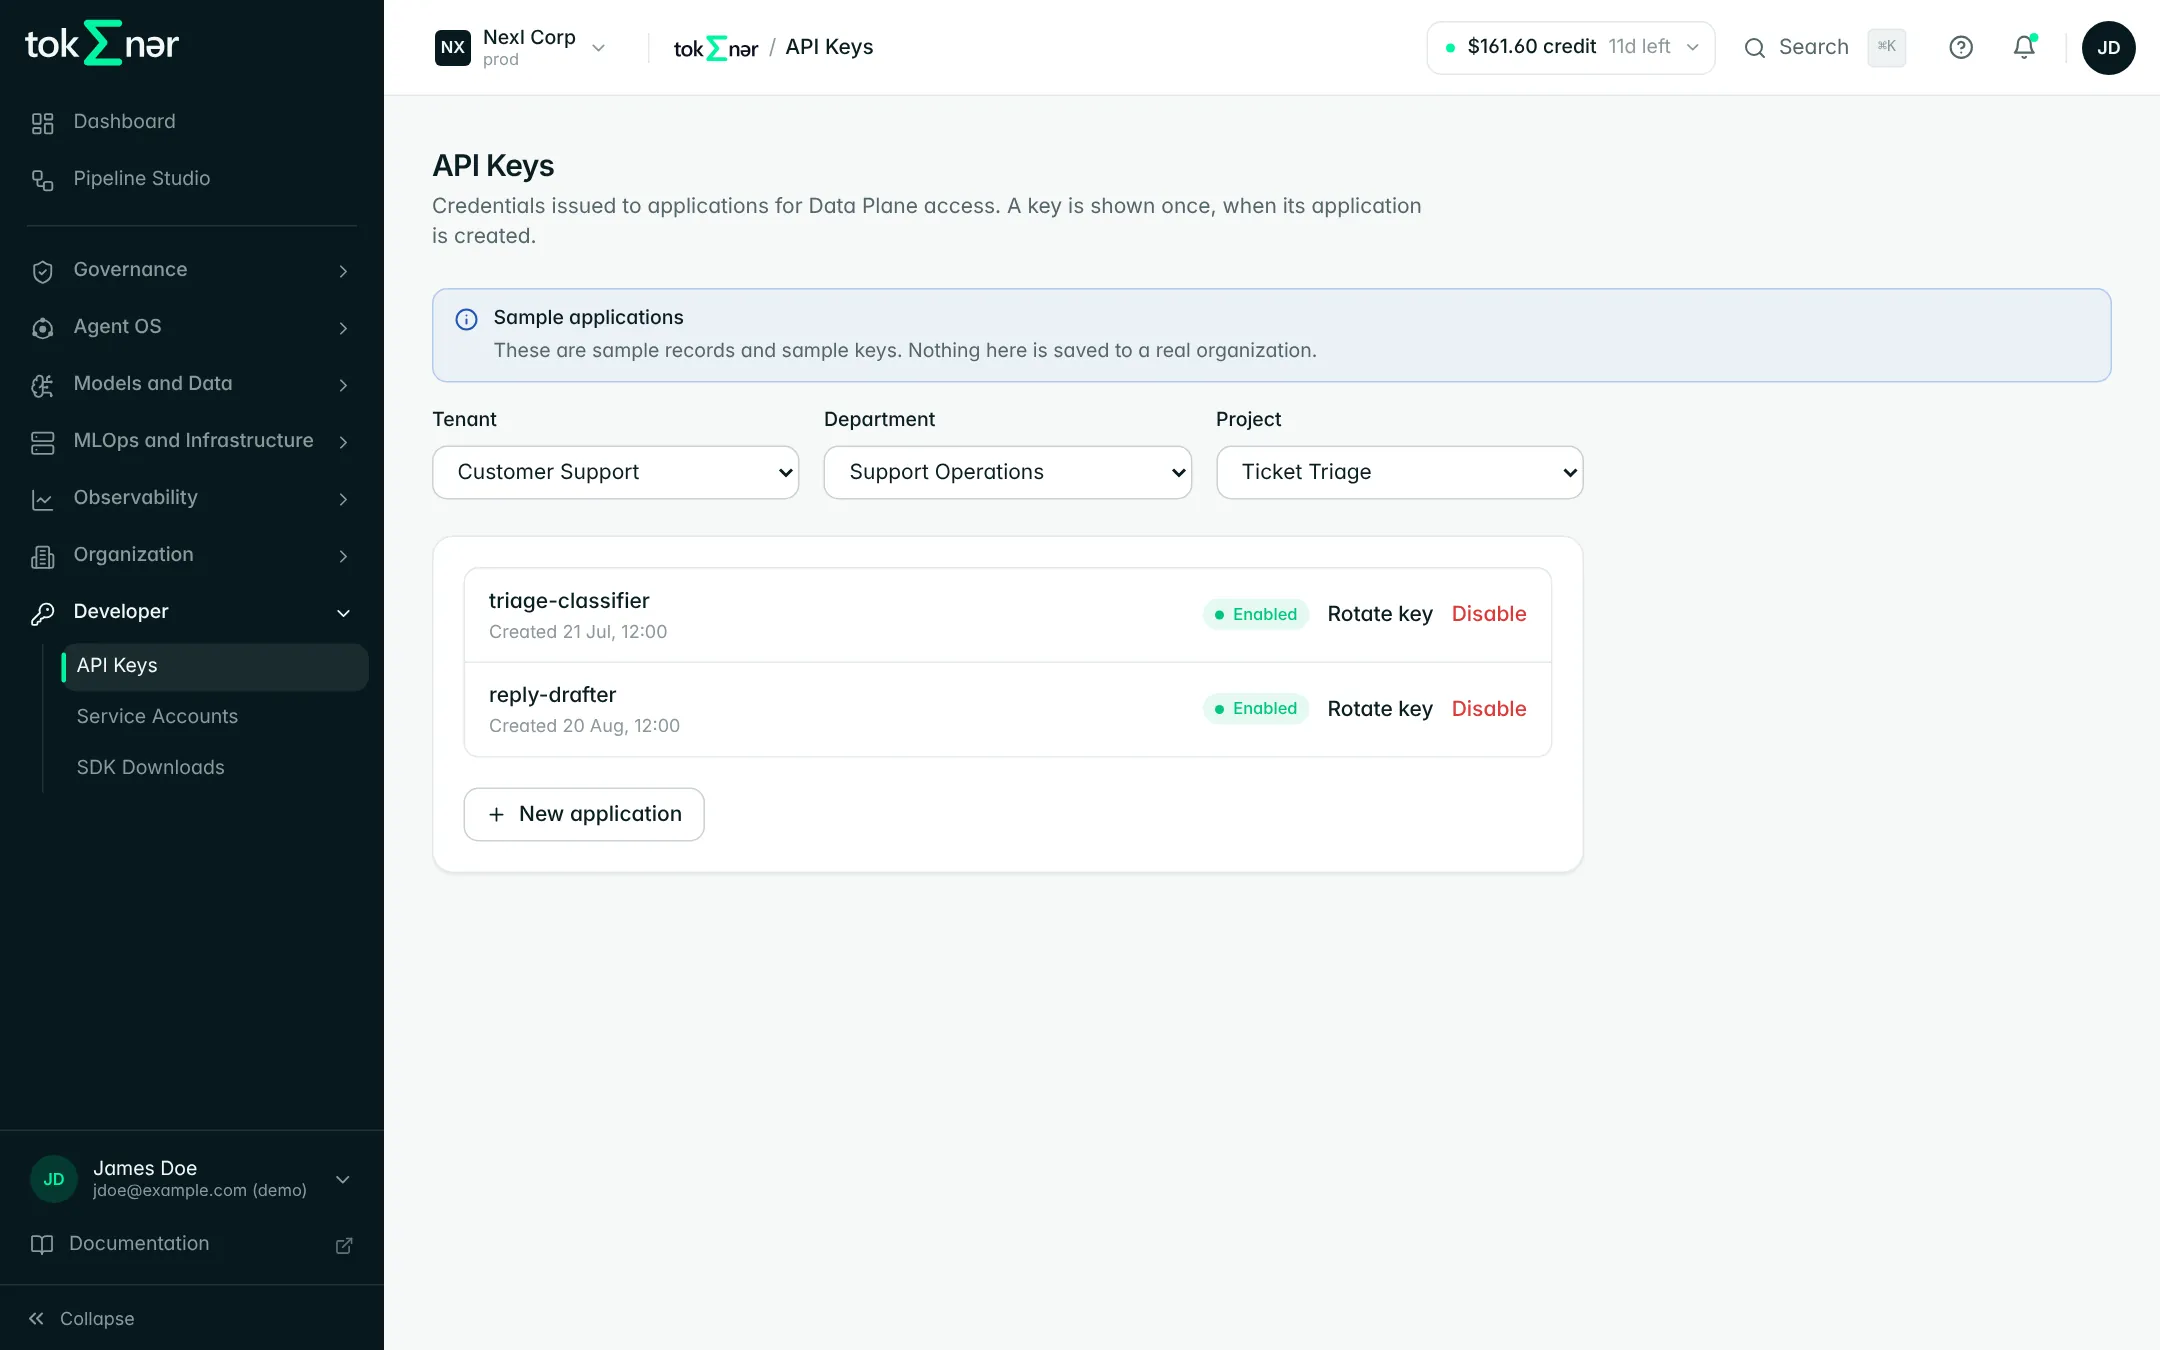 tokΣnər
Dashboard
Pipeline Studio
Governance
Agent OS
Models and Data
MLOps and Infrastructure
Observability
Organization
Developer
API Keys
Service Accounts
SDK Downloads
JD
James Doe
jdoe@example.com (demo)
Documentation
Collapse
NX
Nexl Corp
prod
tokΣnər / API Keys
$161.60 credit 11d left
Search ⌘K
JD
API Keys
Credentials issued to applications for Data Plane access. A key is shown once, when its application
is created.
Sample applications
These are sample records and sample keys. Nothing here is saved to a real organization.
Tenant
Department
Project
Customer Support
Support Operations
Ticket Triage
triage-classifier
Created 21 Jul, 12:00
Enabled Rotate key Disable
reply-drafter
Created 20 Aug, 12:00
Enabled Rotate key Disable
+ New application